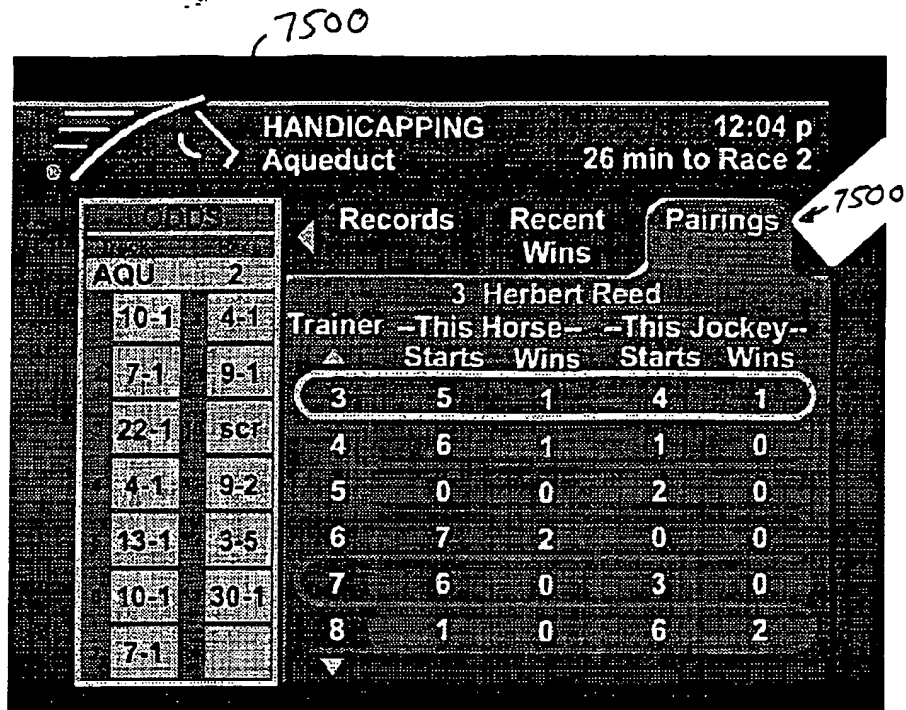 7500
HANDICAPPING 12:04 p
Aqueduct 26 min to Race 2
®
7500
ODDS
Records Recent Wins Pairings
AQU 2
3 Herbert Reed
10-1 4-1
Trainer --This Horse-- --This Jockey--
Starts Wins Starts Wins
7-1 9-1
3 5 1 4 1
22-1 scr
4 6 1 1 0
4-1 9-2
5 0 0 2 0
13-1 3-5
6 7 2 0 0
10-1 30-1
7 6 0 3 0
7-1
8 1 0 6 2